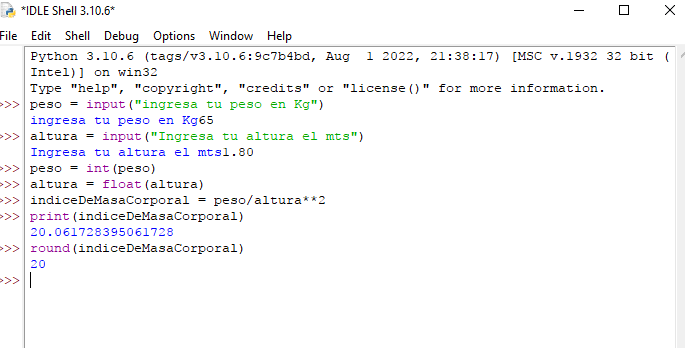 *IDLE Shell 3.10.6*
File Edit Shell Debug Options Window Help
Python 3.10.6 (tags/v3.10.6:9c7b4bd, Aug  1 2022, 21:38:17) [MSC v.1932 32 bit (
Intel)] on win32
Type "help", "copyright", "credits" or "license()" for more information.
>>> peso = input("ingresa tu peso en Kg")
ingresa tu peso en Kg65
>>> altura = input("Ingresa tu altura el mts")
Ingresa tu altura el mts1.80
>>> peso = int(peso)
>>> altura = float(altura)
>>> indiceDeMasaCorporal = peso/altura**2
>>> print(indiceDeMasaCorporal)
20.061728395061728
>>> round(indiceDeMasaCorporal)
20
>>>